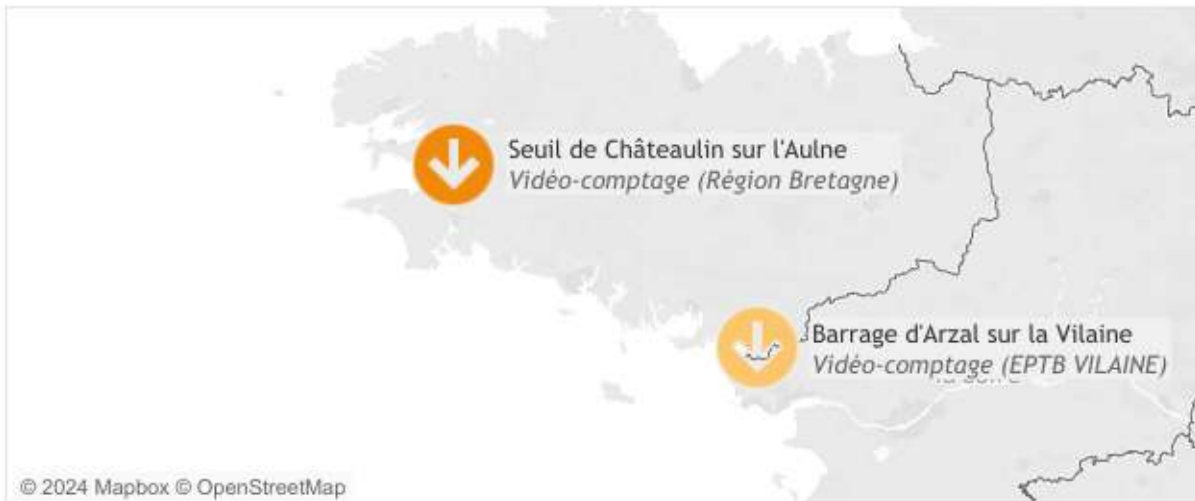 Seuil de Châteaulin sur l'Aulne
Vidéo-comptage (Région Bretagne)
Barrage d'Arzal sur la Vilaine
Vidéo-comptage (EPTB VILAINE)
© 2024 Mapbox © OpenStreetMap